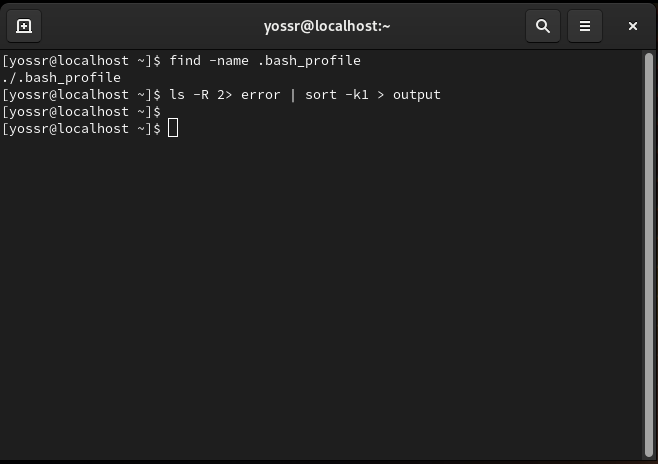 yossr@localhost:~
[yossr@localhost ~]$ find -name .bash_profile
./.bash_profile
[yossr@localhost ~]$ ls -R 2> error | sort -k1 > output
[yossr@localhost ~]$
[yossr@localhost ~]$